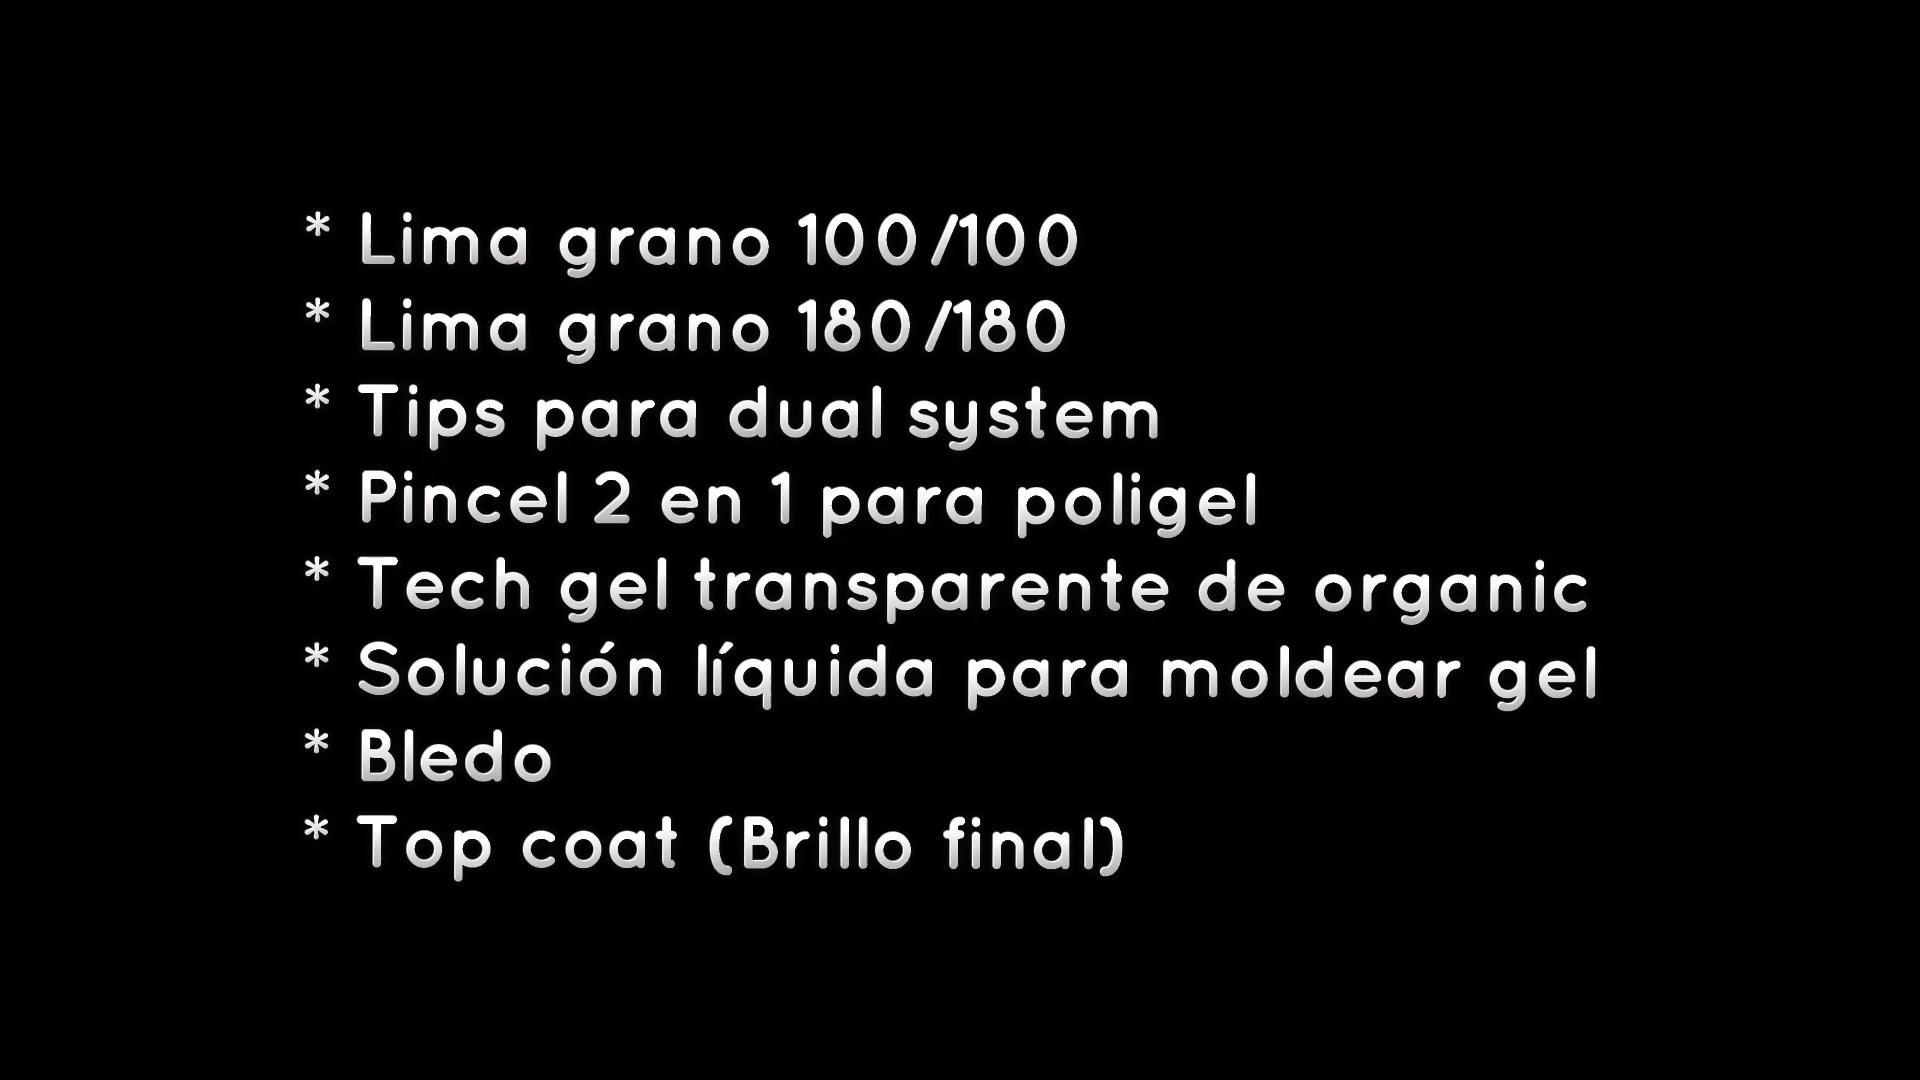 * Lima grano 100/100
* Lima grano 180/180
* Tips para dual system
* Pincel 2 en 1 para poligel
* Tech gel transparente de organic
* Solución líquida para moldear gel
* Bledo
* Top coat (Brillo final)